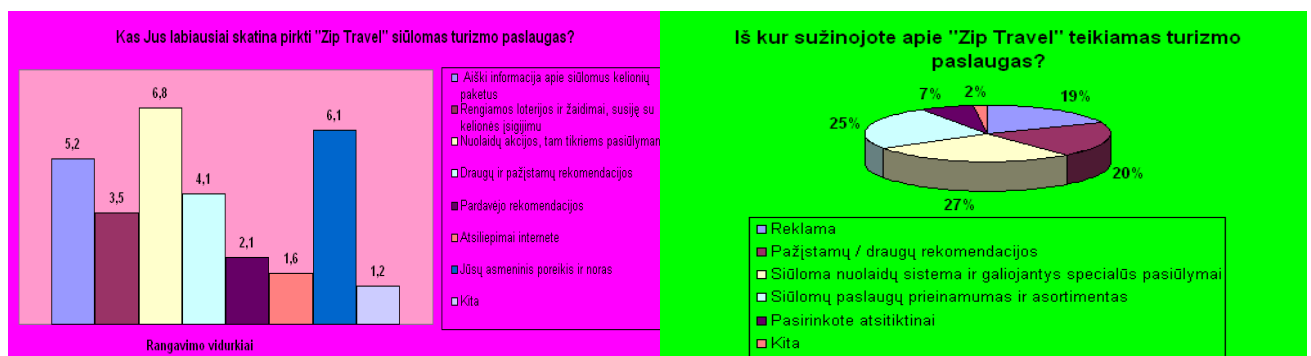 Kas Jus labiausiai skatina pirkti "Zip Travel" siūlomas turizmo paslaugas?
6,8
6,1
5,2
4,1
3,5
2,1
1,6
1,2
Rangavimo vidurkiai
Aiški informacija apie siūlomus kelionių
paketus
Rengiamos loterijos ir žaidimai, susiję su
kelionės įsigijimu
Nuolaidų akcijos, tam tikriems pasiūlyman
Draugų ir pažįstamų rekomendacijos
Pardavėjo rekomendacijos
Atsiliepimai internete
Jūsų asmeninis poreikis ir noras
Kita
Iš kur sužinojote apie "Zip Travel" teikiamas turizmo
paslaugas?
7%
2%
19%
25%
20%
27%
Reklama
Pažįstamų / draugų rekomendacijos
Siūloma nuolaidų sistema ir galiojantys specialūs pasiūlymai
Siūlomų paslaugų prieinamumas ir asortimentas
Pasirinkote atsitiktinai
Kita